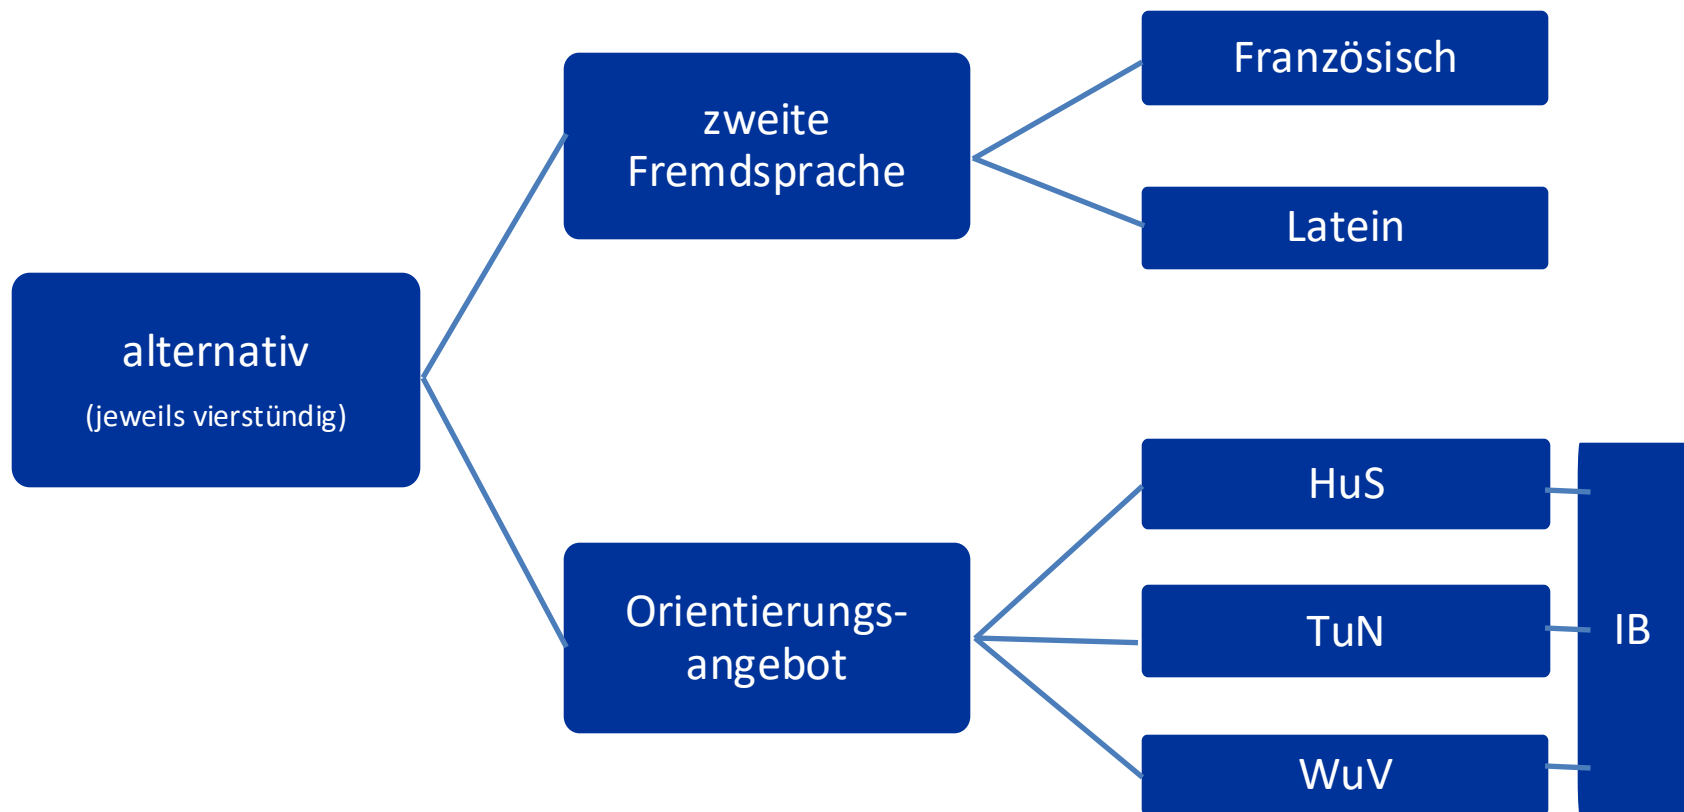 alternativ
(jeweils vierstündig)
zweite
Fremdsprache
Französisch
Latein
Orientierungs-
angebot
HuS
TuN
WuV
IB